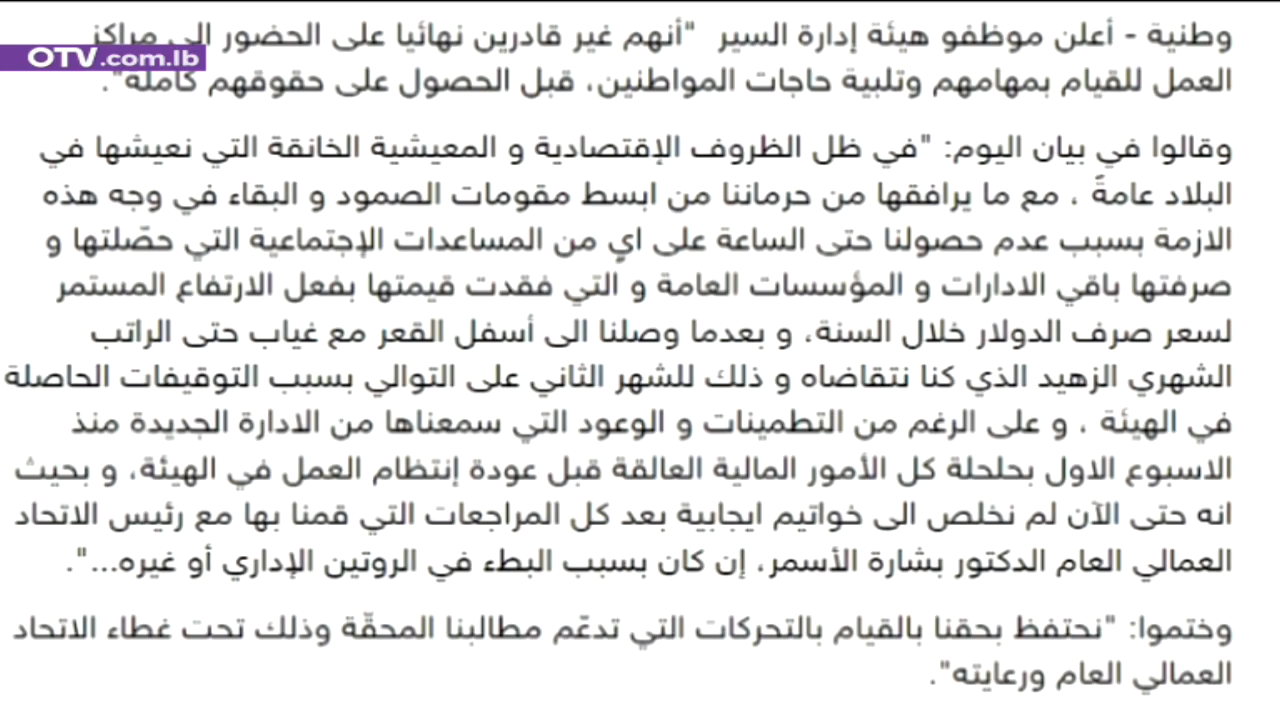 وطنية - أعلن موظفو هيئة إدارة السير "أنهم غير قادرين نهائيا على الحضور الى مراكز
OTV.com.lb
العمل للقيام بمهامهم وتلبية حاجات المواطنين، قبل الحصول على حقوقهم كاملة".
وقالوا في بيان اليوم: "في ظل الظروف الإقتصادية و المعيشية الخانقة التي نعيشها في
البلاد عامةً ، مع ما يرافقها من حرماننا من ابسط مقومات الصمود و البقاء في وجه هذه
الازمة بسبب عدم حصولنا حتى الساعة على ايٍ من المساعدات الإجتماعية التي حصّلتها و
صرفتها باقي الادارات و المؤسسات العامة و التي فقدت قيمتها بفعل الارتفاع المستمر
لسعر صرف الدولار خلال السنة، و بعدما وصلنا الى أسفل القعر مع غياب حتى الراتب
الشهري الزهيد الذي كنا نتقاضاه و ذلك للشهر الثاني على التوالي بسبب التوقيفات الحاصلة
في الهيئة ، و على الرغم من التطمينات و الوعود التي سمعناها من الادارة الجديدة منذ
الاسبوع الاول بحلحلة كل الأمور المالية العالقة قبل عودة إنتظام العمل في الهيئة، و بحيث
انه حتى الآن لم نخلص الى خواتيم ايجابية بعد كل المراجعات التي قمنا بها مع رئيس الاتحاد
العمالي العام الدكتور بشارة الأسمر، إن كان بسبب البطء في الروتين الإداري أو غيره...".
وختموا: "نحتفظ بحقنا بالقيام بالتحركات التي تدعّم مطالبنا المحقّة وذلك تحت غطاء الاتحاد
العمالي العام ورعايته".